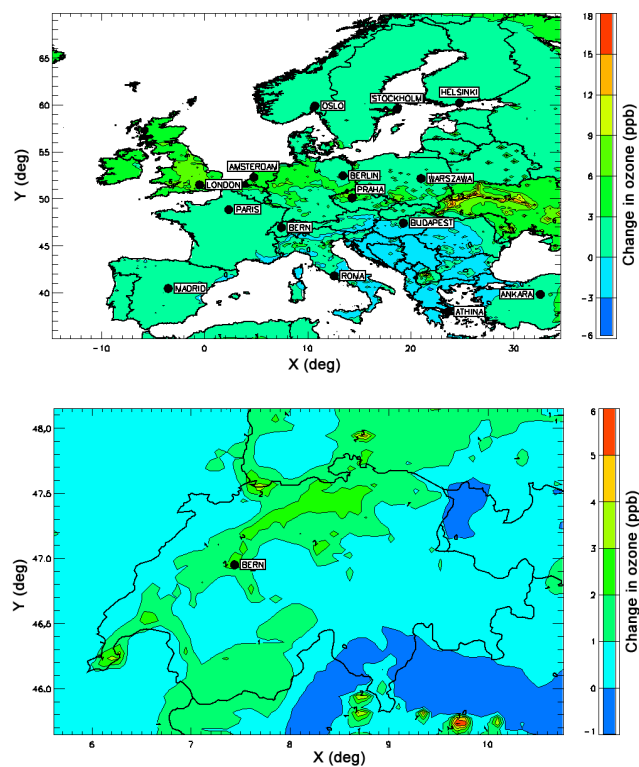 18
15
12
9
6
3
0
-3
-6
Change in ozone (ppb)
65
60
55
50
45
40
Y (deg)
-10
0
10
20
30
X (deg)
OSLO
STOCKHOLM
HELSINKI
AMSTERDAN
LONDON
BERLIN
WARSZAWA
PRAHA
PARIS
BERN
BUDAPEST
ROMA
MADRID
ANKARA
ATHINA
6
5
4
3
2
1
0
-1
Change in ozone (ppb)
48,0
47.5
47.0
46,5
46.0
Y (deg)
6
7
8
9
10
X (deg)
BERN